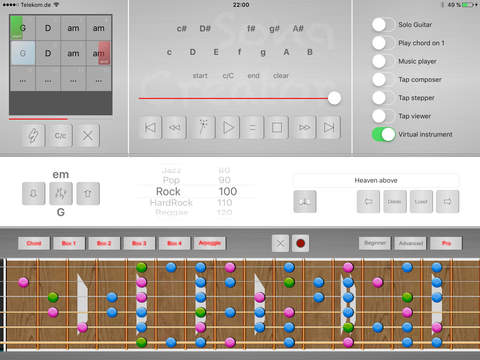 Telekom.de
22:00
49 %
c# D# f# g# A#
c D E f g A B
start c/C end clear
G D am am
G D am am
... ... ... ...
C/c
Solo Guitar
Play chord on 1
Music player
Tap composer
Tap stepper
Tap viewer
Virtual instrument
em
G
Jazz 80
Pop 90
Rock 100
HardRock 110
Reggae 120
Heaven above
Delete
Load
Chord
Box 1
Box 2
Box 3
Box 4
Arpeggio
Beginner
Advanced
Pro